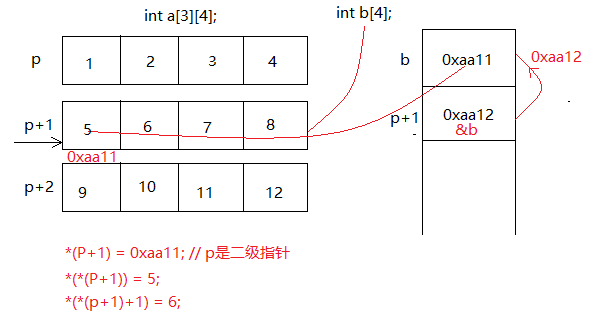 int a[3][4];
int b[4];
p
1 2 3 4
b
0xaa11
0xaa12
p+1
5 6 7 8
p+1
0xaa12
&b
0xaa11
p+2
9 10 11 12
*(P+1) = 0xaa11; // p是二级指针
*(*(P+1)) = 5;
*(*(p+1)+1) = 6;